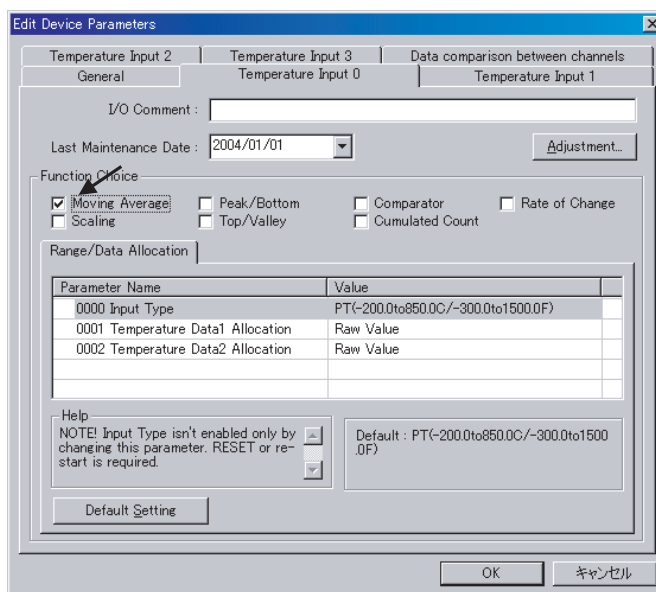 Edit Device Parameters
Temperature Input 2 Temperature Input 3 Data comparison between channels
General Temperature Input 0 Temperature Input 1
I/O Comment :
Last Maintenance Date : 2004/01/01 Adjustment...
Function Choice
Moving Average Peak/Bottom Comparator Rate of Change
Scaling Top/Valley Cumulated Count
Range/Data Allocation
Parameter Name Value
0000 Input Type PT(-200.0to850.0C/-300.0to1500.0F)
0001 Temperature Data1 Allocation Raw Value
0002 Temperature Data2 Allocation Raw Value
Help
NOTE! Input Type isn't enabled only by
changing this parameter. RESET or re-
start is required.
Default : PT(-200.0to850.0C/-300.0to1500
.0F)
Default Setting
OK キャンセル